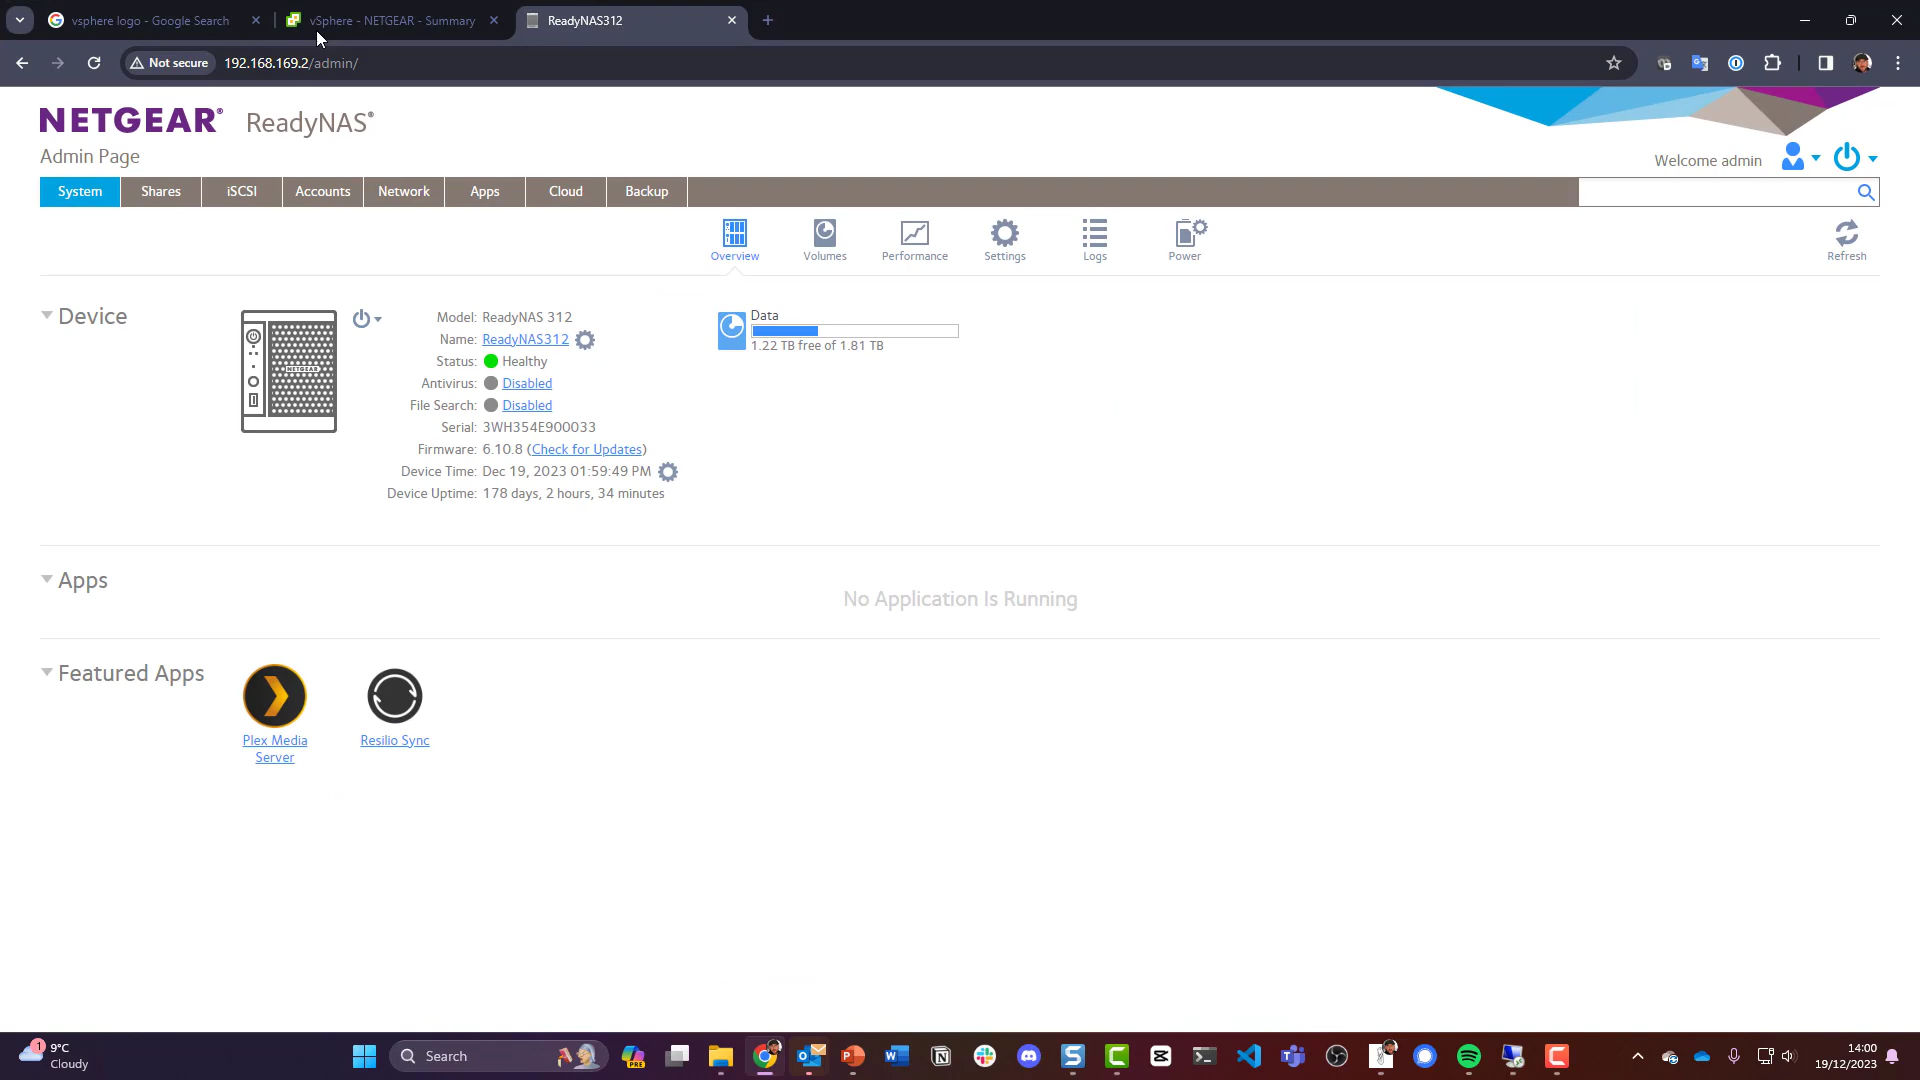 vsphere logo - Google Search
vSphere - NETGEAR - Summary
ReadyNAS312
Not secure
192.168.169.2/admin/
NETGEAR® ReadyNAS®
Admin Page
Welcome admin
System Shares iSCSI Accounts Network Apps Cloud Backup
Overview Volumes Performance Settings Logs Power Refresh
Device
NETGEAR
Model: ReadyNAS 312
Name: ReadyNAS312
Status: Healthy
Antivirus: Disabled
File Search: Disabled
Serial: 3WH354E900033
Firmware: 6.10.8 (Check for Updates)
Device Time: Dec 19, 2023 01:59:49 PM
Device Uptime: 178 days, 2 hours, 34 minutes
Data
1.22 TB free of 1.81 TB
Apps
No Application Is Running
Featured Apps
Plex Media
Server
Resilio Sync
1
9°C
Cloudy
Search
PRE
14:00
19/12/2023